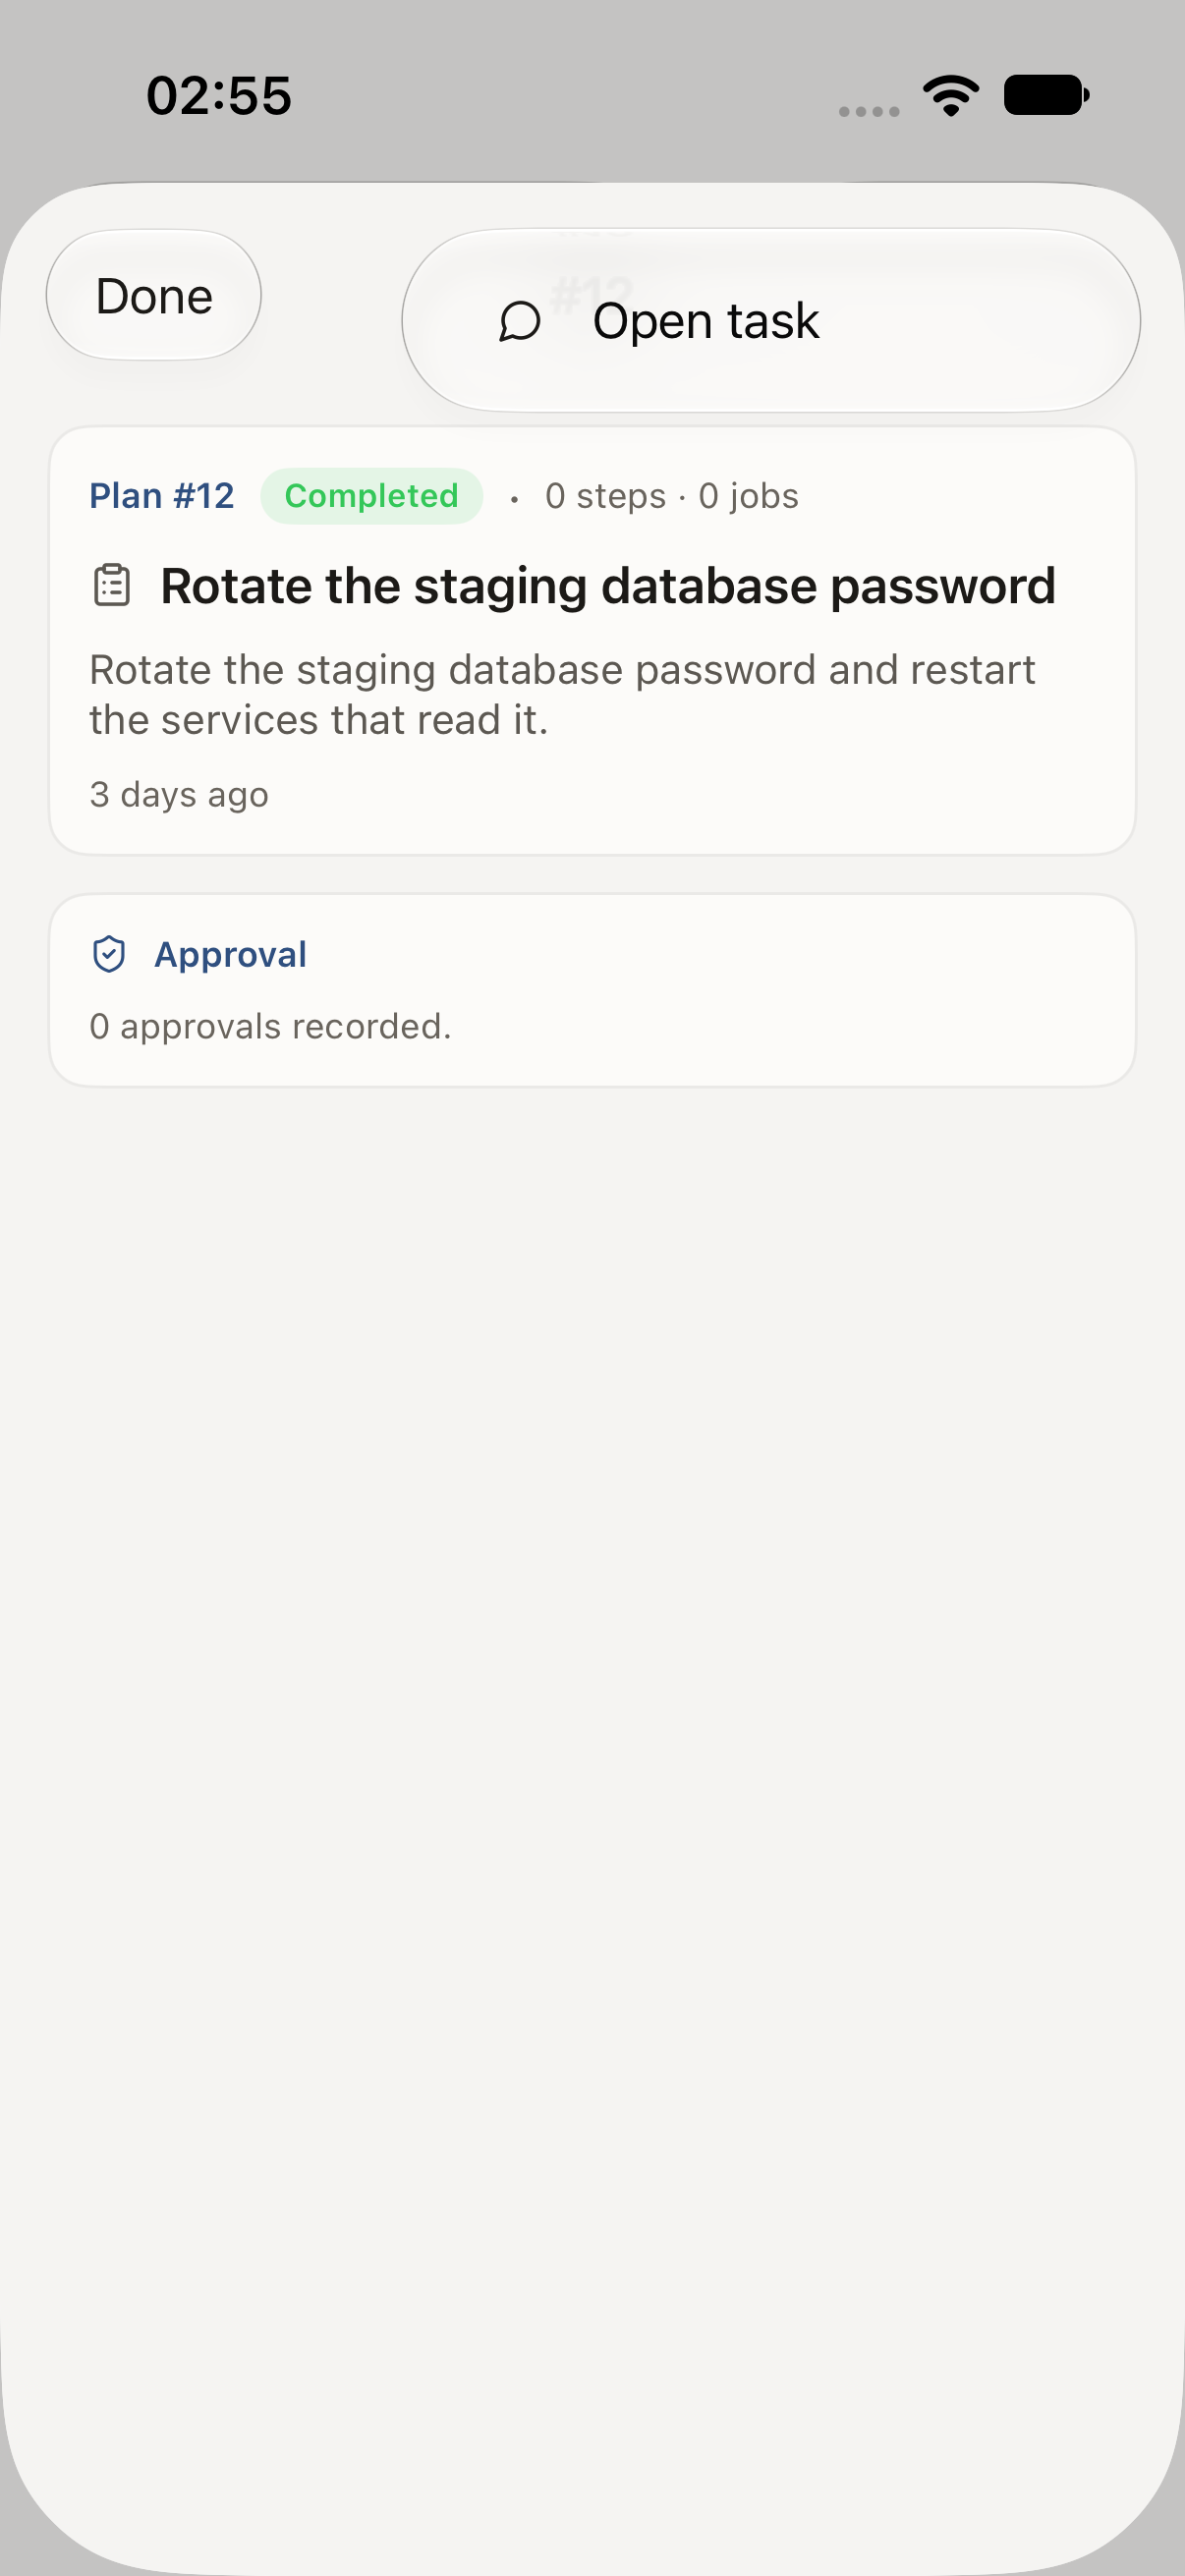 02:55
Done
#12
Open task
Plan #12 Completed · 0 steps · 0 jobs
Rotate the staging database password
Rotate the staging database password and restart
the services that read it.
3 days ago
Approval
0 approvals recorded.